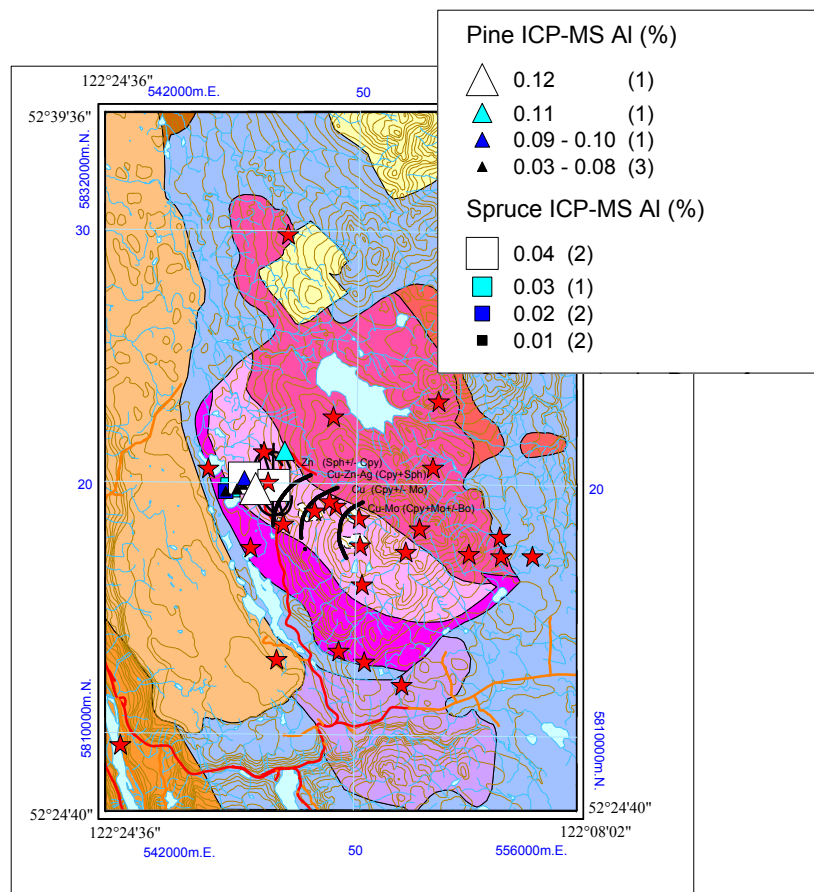 Pine ICP-MS Al (%)
0.12 (1)
0.11 (1)
0.09 - 0.10 (1)
0.03 - 0.08 (3)
Spruce ICP-MS Al (%)
0.04 (2)
0.03 (1)
0.02 (2)
0.01 (2)
122°24'36"
542000m.E.
50
52°39'36"
5832000m.N.
30
20
20
Zn (Sph+/- Cpy)
Cu-Zn-Ag (Cpy+Sph)
Cu (Cpy+/- Mo)
Cu-Mo (Cpy+Mo+/-Bo)
5810000m.N.
5810000m.N.
52°24'40"
52°24'40"
122°24'36"
122°08'02"
542000m.E.
50
556000m.E.